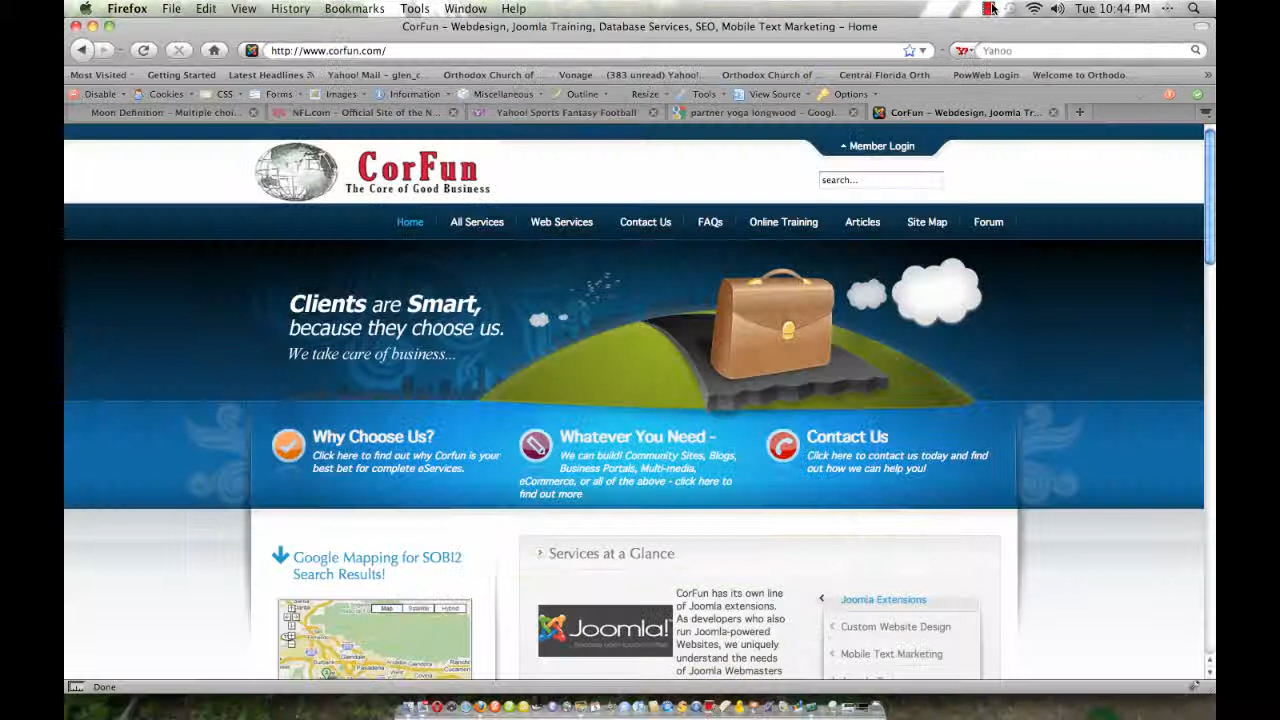 Firefox File Edit View History Bookmarks Tools Window Help Tue 10:44 PM
CorFun – Webdesign, Joomla Training, Database Services, SEO, Mobile Text Marketing – Home
http://www.corfun.com/ Yahoo
Most Visited Getting Started Latest Headlines Yahoo! Mail – glen_c... Orthodox Church of ... Vonage (383 unread) Yahoo!... Orthodox Church of ... Central Florida Orth PowWeb Login Welcome to Orthodo
Disable Cookies CSS Forms Images Information Miscellaneous Outline Resize Tools View Source Options
Moon Definition – Multiple choi... NFL.com – Official Site of the N... Yahoo! Sports Fantasy Football partner yoga longwood – Googl... CorFun – Webdesign, Joomla Tr...
Member Login
CorFun
The Core of Good Business
search...
Home All Services Web Services Contact Us FAQs Online Training Articles Site Map Forum
Clients are Smart,
because they choose us.
We take care of business...
Why Choose Us?
Click here to find out why Corfun is your
best bet for complete eServices.
Whatever You Need -
We can build! Community Sites, Blogs,
Business Portals, Multi-media,
eCommerce, or all of the above - click here to
find out more
Contact Us
Click here to contact us today and find
out how we can help you!
Google Mapping for SOBI2
Search Results!
Map Satellite Hybrid
Services at a Glance
Joomla!
CorFun has its own line
of Joomla extensions.
As developers who also
run Joomla-powered
Websites, we uniquely
understand the needs
of Joomla Webmasters
Joomla Extensions
Custom Website Design
Mobile Text Marketing
Done